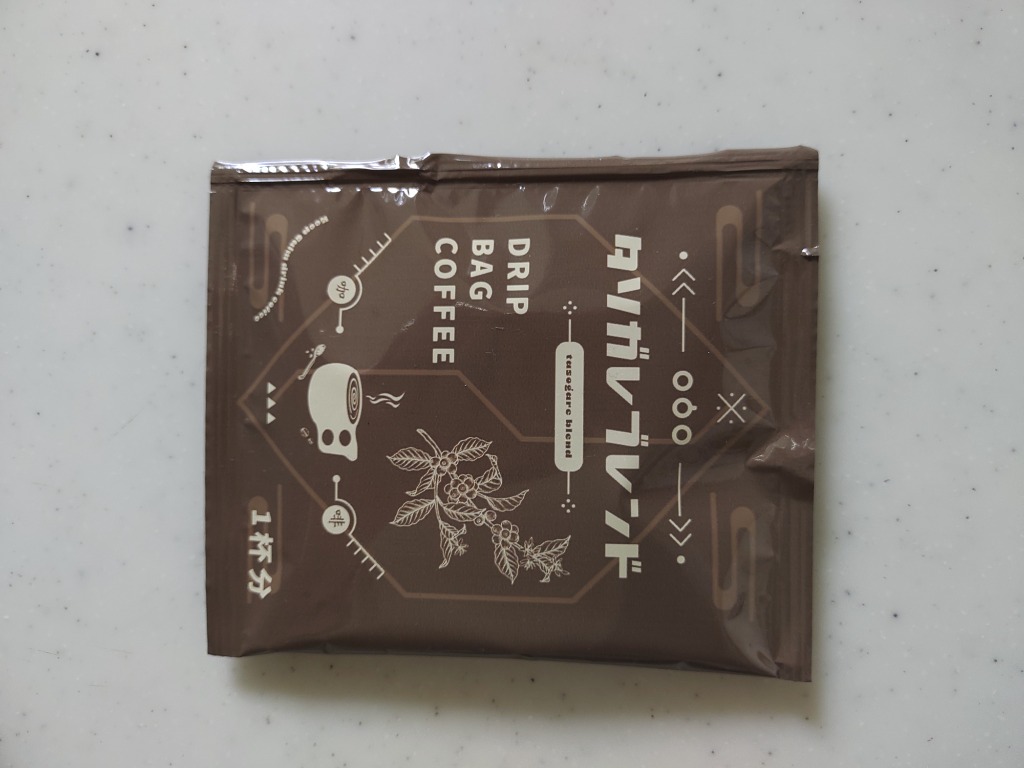 タソガレブレンド
tasogare blend
DRIP
BAG
COFFEE
Keep Calm drink coffee
1杯分